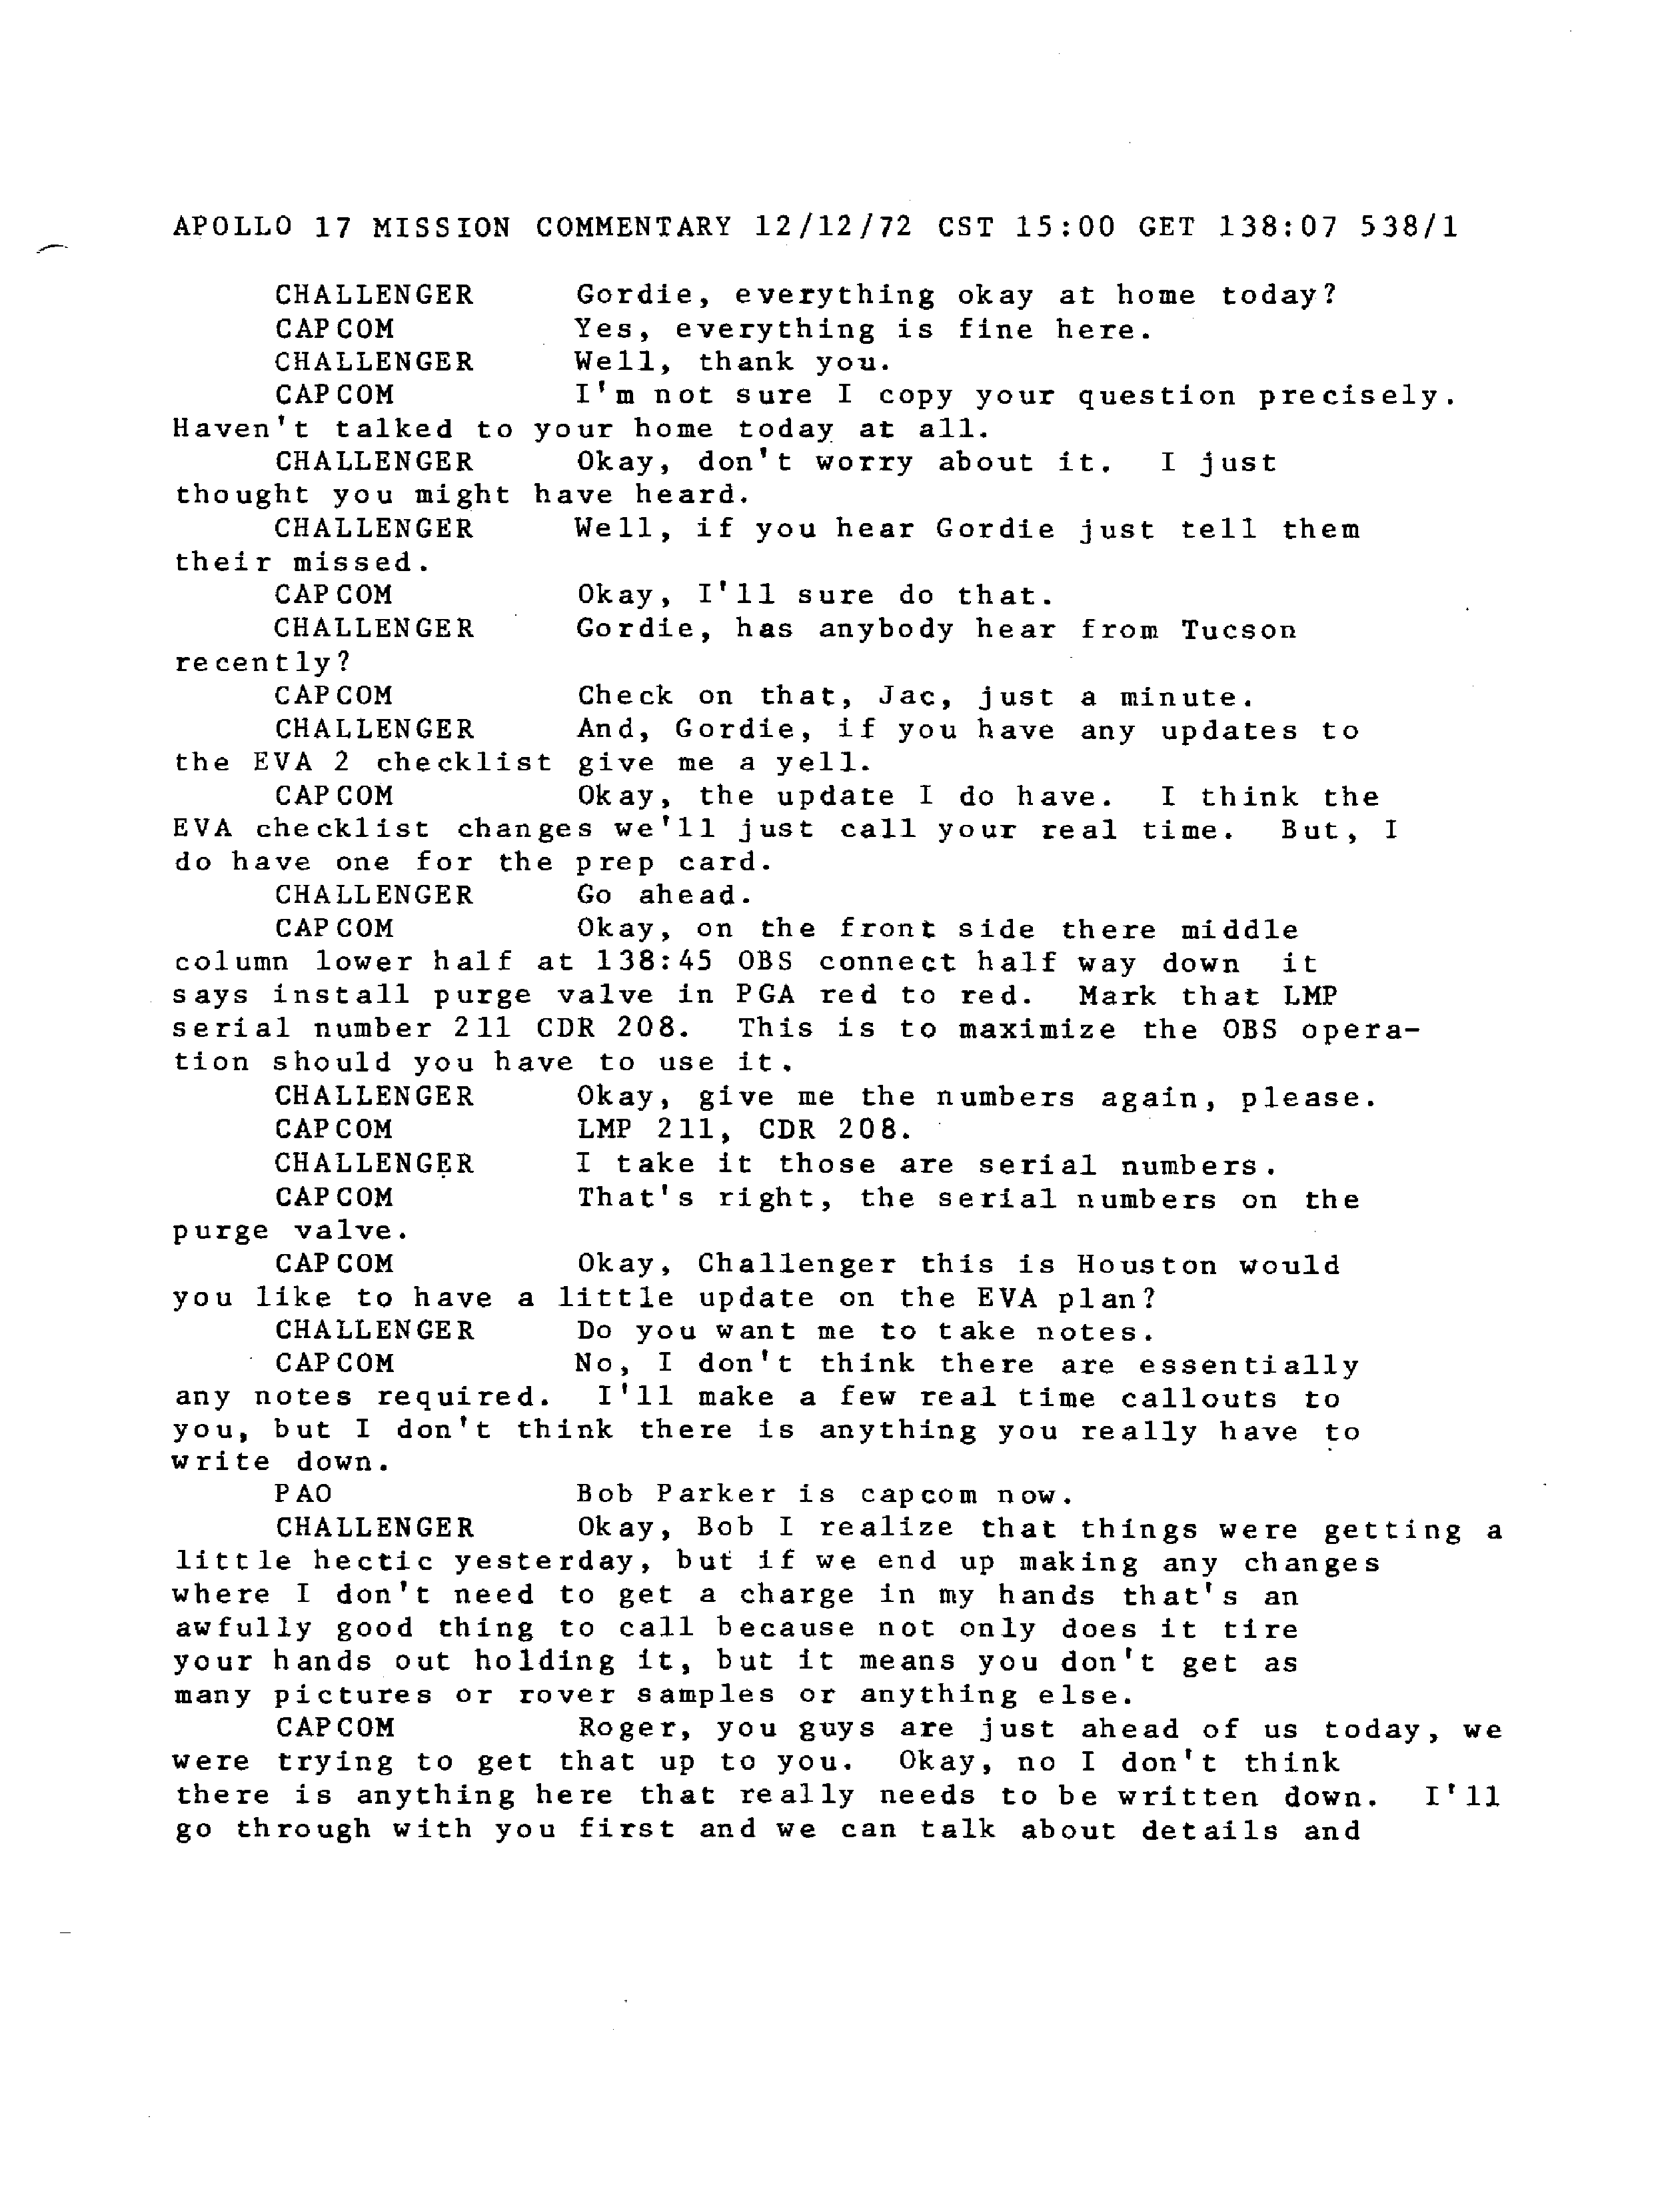 APOLLO 17 MISSION COMMENTARY 12/12/72 CST 15:00 GET 138:07 538/1
CHALLENGER Gordie, everything okay at home today?
CAPCOM Yes, everything is fine here.
CHALLENGER Well, thank you.
CAPCOM I'm not sure I copy your question precisely.
Haven't talked to your home today at all.
CHALLENGER Okay, don't worry about it. I just
thought you might have heard.
CHALLENGER Well, if you hear Gordie just tell them
their missed.
CAPCOM Okay, I'll sure do that.
CHALLENGER Gordie, has anybody hear from Tucson
recently?
CAPCOM Check on that, Jac, just a minute.
CHALLENGER And, Gordie, if you have any updates to
the EVA 2 checklist give me a yell.
CAPCOM Okay, the update I do have. I think the
EVA checklist changes we'll just call your real time. But, I
do have one for the prep card.
CHALLENGER Go ahead.
CAPCOM Okay, on the front side there middle
column lower half at 138:45 OBS connect half way down it
says install purge valve in PGA red to red. Mark that LMP
serial number 211 CDR 208. This is to maximize the OBS opera-
tion should you have to use it.
CHALLENGER Okay, give me the numbers again, please.
CAPCOM LMP 211, CDR 208.
CHALLENGER I take it those are serial numbers.
CAPCOM That's right, the serial numbers on the
purge valve.
CAPCOM Okay, Challenger this is Houston would
you like to have a little update on the EVA plan?
CHALLENGER Do you want me to take notes.
CAPCOM No, I don't think there are essentially
any notes required. I'll make a few real time callouts to
you, but I don't think there is anything you really have to
write down.
PAO Bob Parker is capcom now.
CHALLENGER Okay, Bob I realize that things were getting a
little hectic yesterday, but if we end up making any changes
where I don't need to get a charge in my hands that's an
awfully good thing to call because not only does it tire
your hands out holding it, but it means you don't get as
many pictures or rover samples or anything else.
CAPCOM Roger, you guys are just ahead of us today, we
were trying to get that up to you. Okay, no I don't think
there is anything here that really needs to be written down. I'll
go through with you first and we can talk about details and